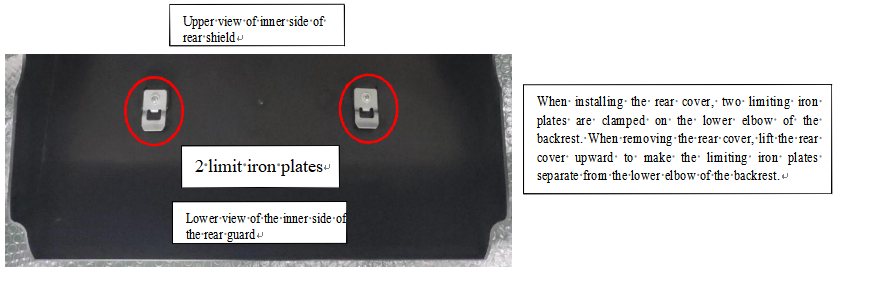 Upper view of inner side of
rear shield
When installing the rear cover, two limiting iron
plates are clamped on the lower elbow of the
backrest. When removing the rear cover, lift the rear
cover upward to make the limiting iron plates
separate from the lower elbow of the backrest.
2 limit iron plates
Lower view of the inner side of
the rear guard